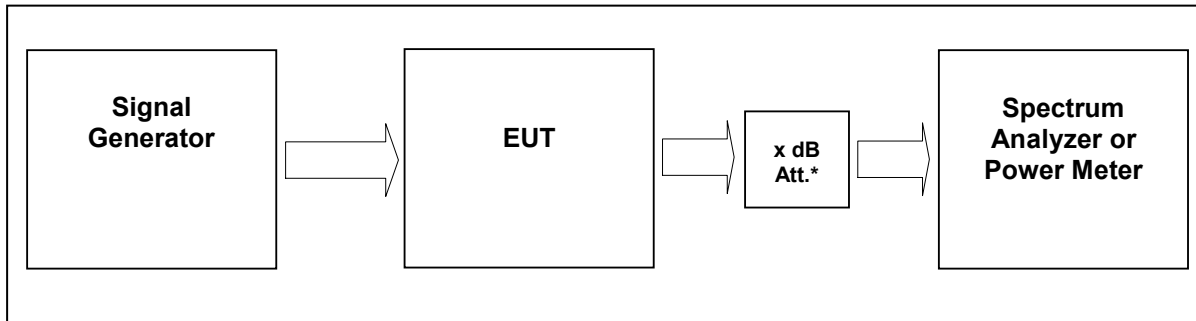 Signal
Generator
EUT
x dB
Att.*
Spectrum
Analyzer or
Power Meter